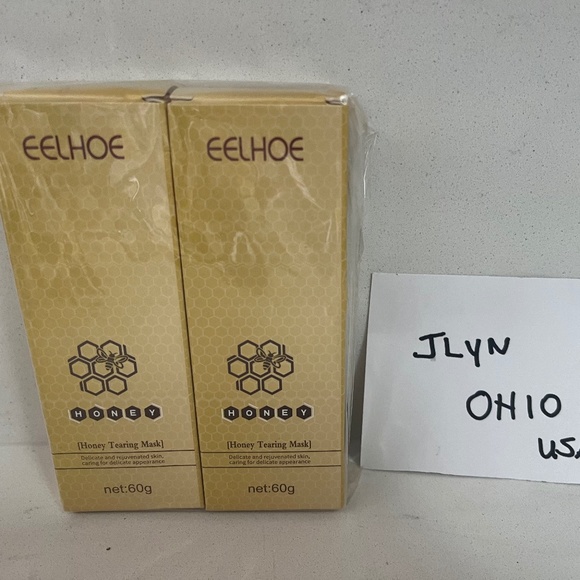 EELHOE
HONEY
[Honey Tearing Mask]
Delicate and rejuvenated skin,
caring for delicate appearance
net:60g
EELHOE
HONEY
[Honey Tearing Mask]
Delicate and rejuvenated skin,
caring for delicate appearance
net:60g
JLYN
OHIO
USA